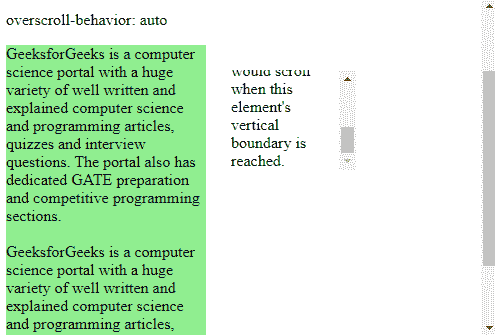 overscroll-behavior: auto
GeeksforGeeks is a computer
science portal with a huge
variety of well written and
explained computer science
and programming articles,
quizzes and interview
questions. The portal also has
dedicated GATE preparation
and competitive programming
sections.
GeeksforGeeks is a computer
science portal with a huge
variety of well written and
explained computer science
and programming articles,
would scroll
when this
element's
vertical
boundary is
reached.